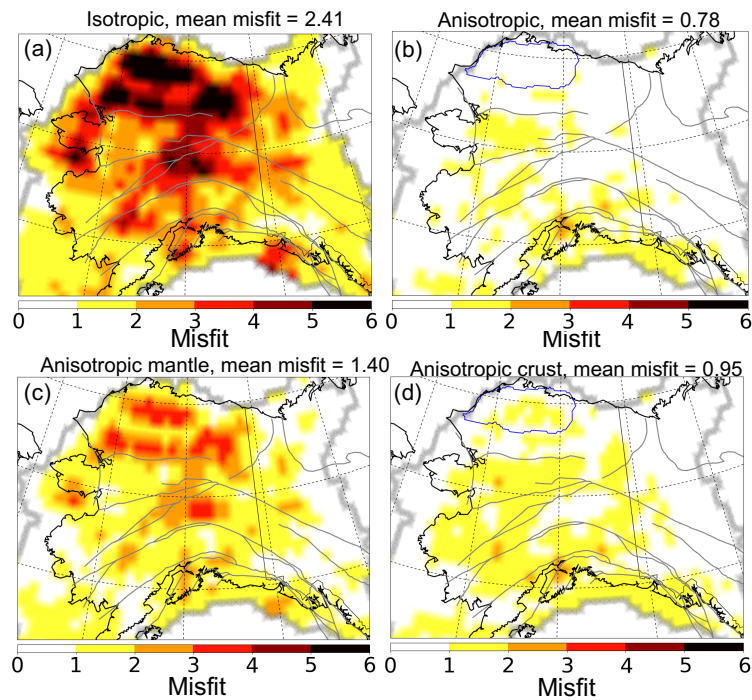 Isotropic, mean misfit = 2.41
Anisotropic, mean misfit = 0.78
(a)
(b)
0 1 2 3 4 5 6
0 1 2 3 4 5 6
Misfit
Misfit
Anisotropic mantle, mean misfit = 1.40
Anisotropic crust, mean misfit = 0.95
(c)
(d)
0 1 2 3 4 5 6
0 1 2 3 4 5 6
Misfit
Misfit